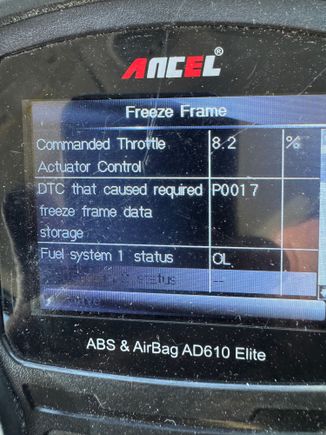 ANCEL®
Freeze Frame
Commanded Throttle 8.2 %
Actuator Control
DTC that caused required P0017
freeze frame data
storage
Fuel system 1 status OL
status --
ABS & AirBag AD610 Elite